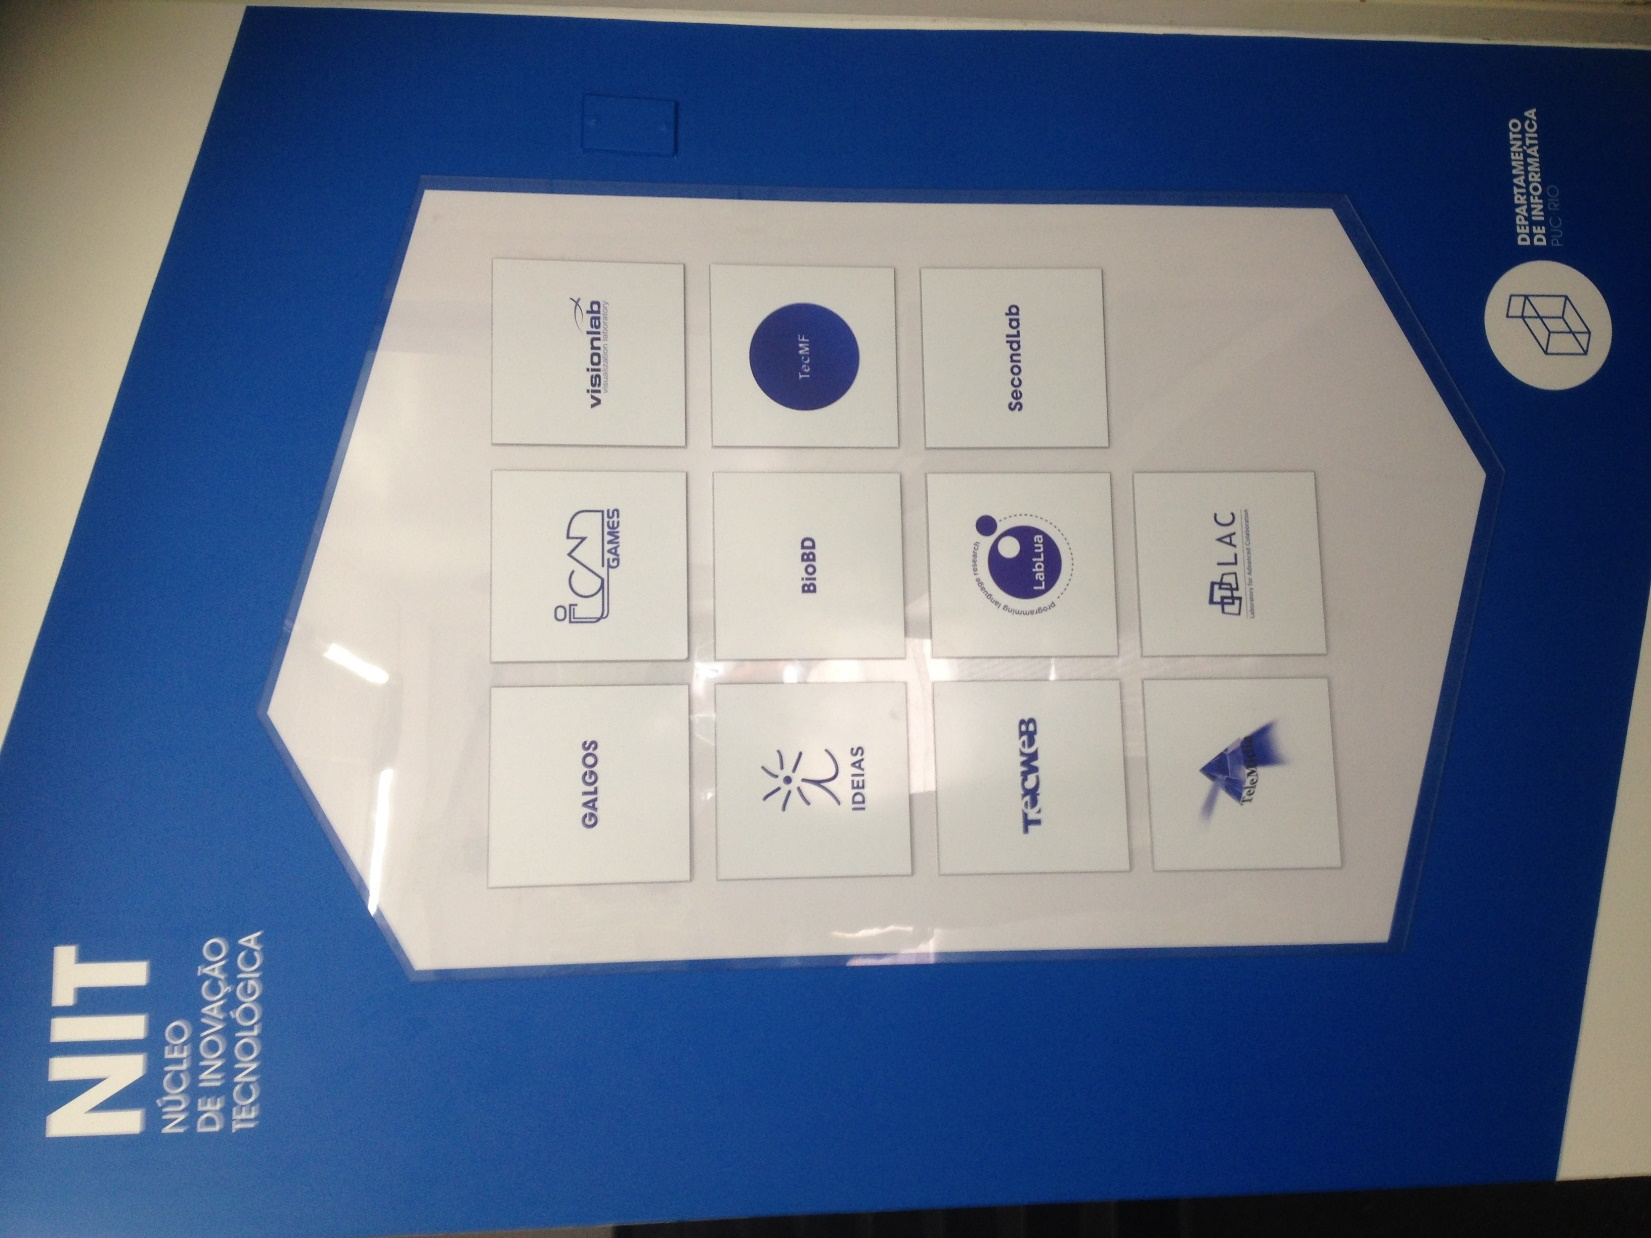 NIT
NÚCLEO
DE INOVAÇÃO
TECNOLÓGICA
GALGOS
ican
GAMES
visionlab
visualization laboratory
IDEIAS
BioBD
TecMF
TecWeB
programming language research
LabLua
SecondLab
TeleMídia
LAC
Laboratory for Advanced Collaboration
DEPARTAMENTO
DE INFORMÁTICA
PUC RIO